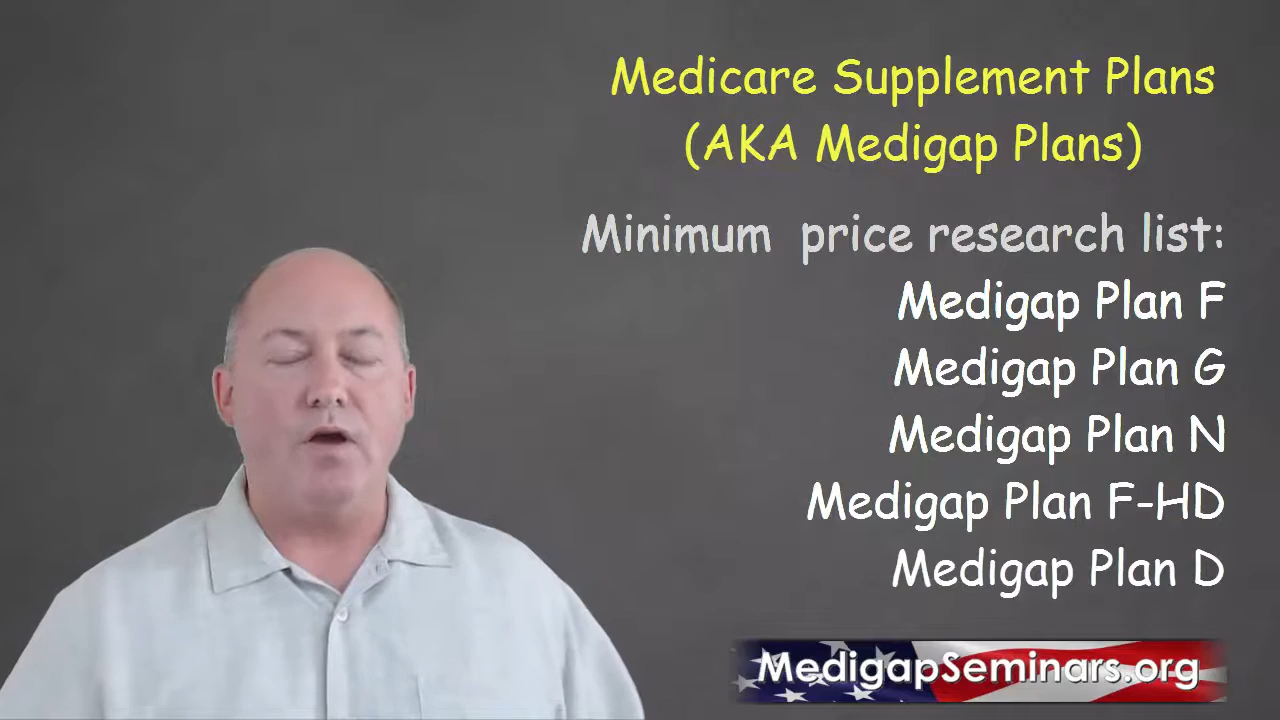 Medicare Supplement Plans
(AKA Medigap Plans)
Minimum price research list:
Medigap Plan F
Medigap Plan G
Medigap Plan N
Medigap Plan F-HD
Medigap Plan D
MedigapSeminars.org